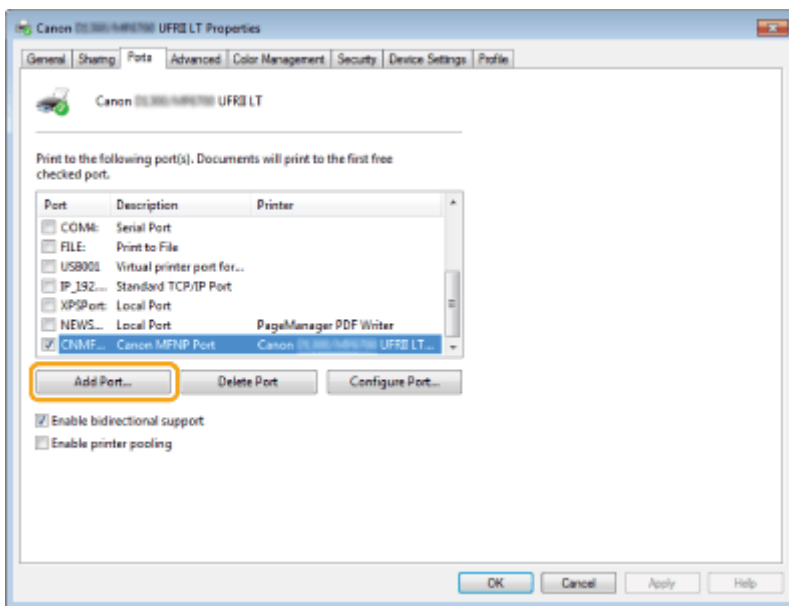 Canon UFRII LT Properties
General Sharing Ports Advanced Color Management Security Device Settings Profile
Canon UFRII LT
Print to the following port(s). Documents will print to the first free
checked port.
Port Description Printer
COM4: Serial Port
FILE: Print to File
USB001 Virtual printer port for...
IP_192.... Standard TCP/IP Port
XPSPort: Local Port
NEWS... Local Port PageManager PDF Writer
CNMF... Canon MFNP Port Canon UFRII LT...
Add Port... Delete Port Configure Port...
Enable bidirectional support
Enable printer pooling
OK Cancel Apply Help